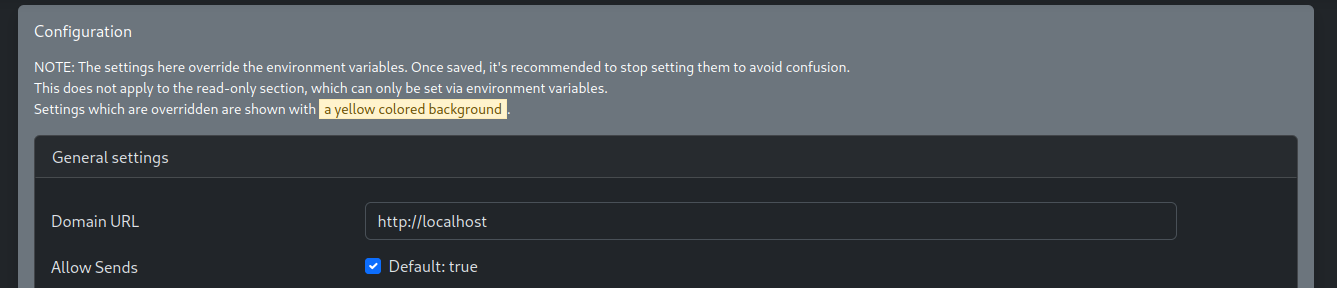 Configuration
NOTE: The settings here override the environment variables. Once saved, it's recommended to stop setting them to avoid confusion.
This does not apply to the read-only section, which can only be set via environment variables.
Settings which are overridden are shown with a yellow colored background.
General settings
Domain URL http://localhost
Allow Sends Default: true